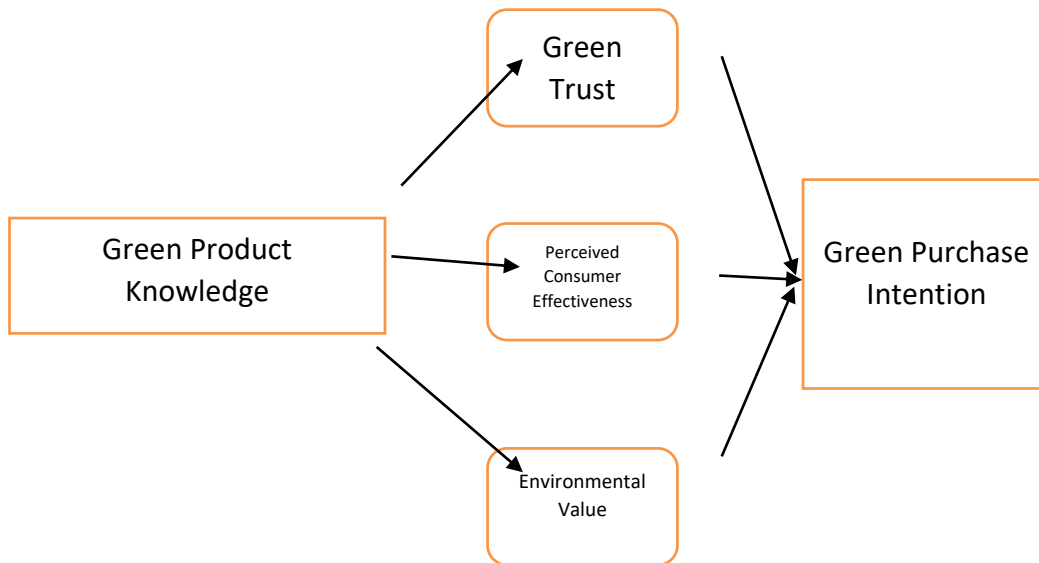 Green
Trust
Green Product
Knowledge
Perceived
Consumer
Effectiveness
Green Purchase
Intention
Environmental
Value